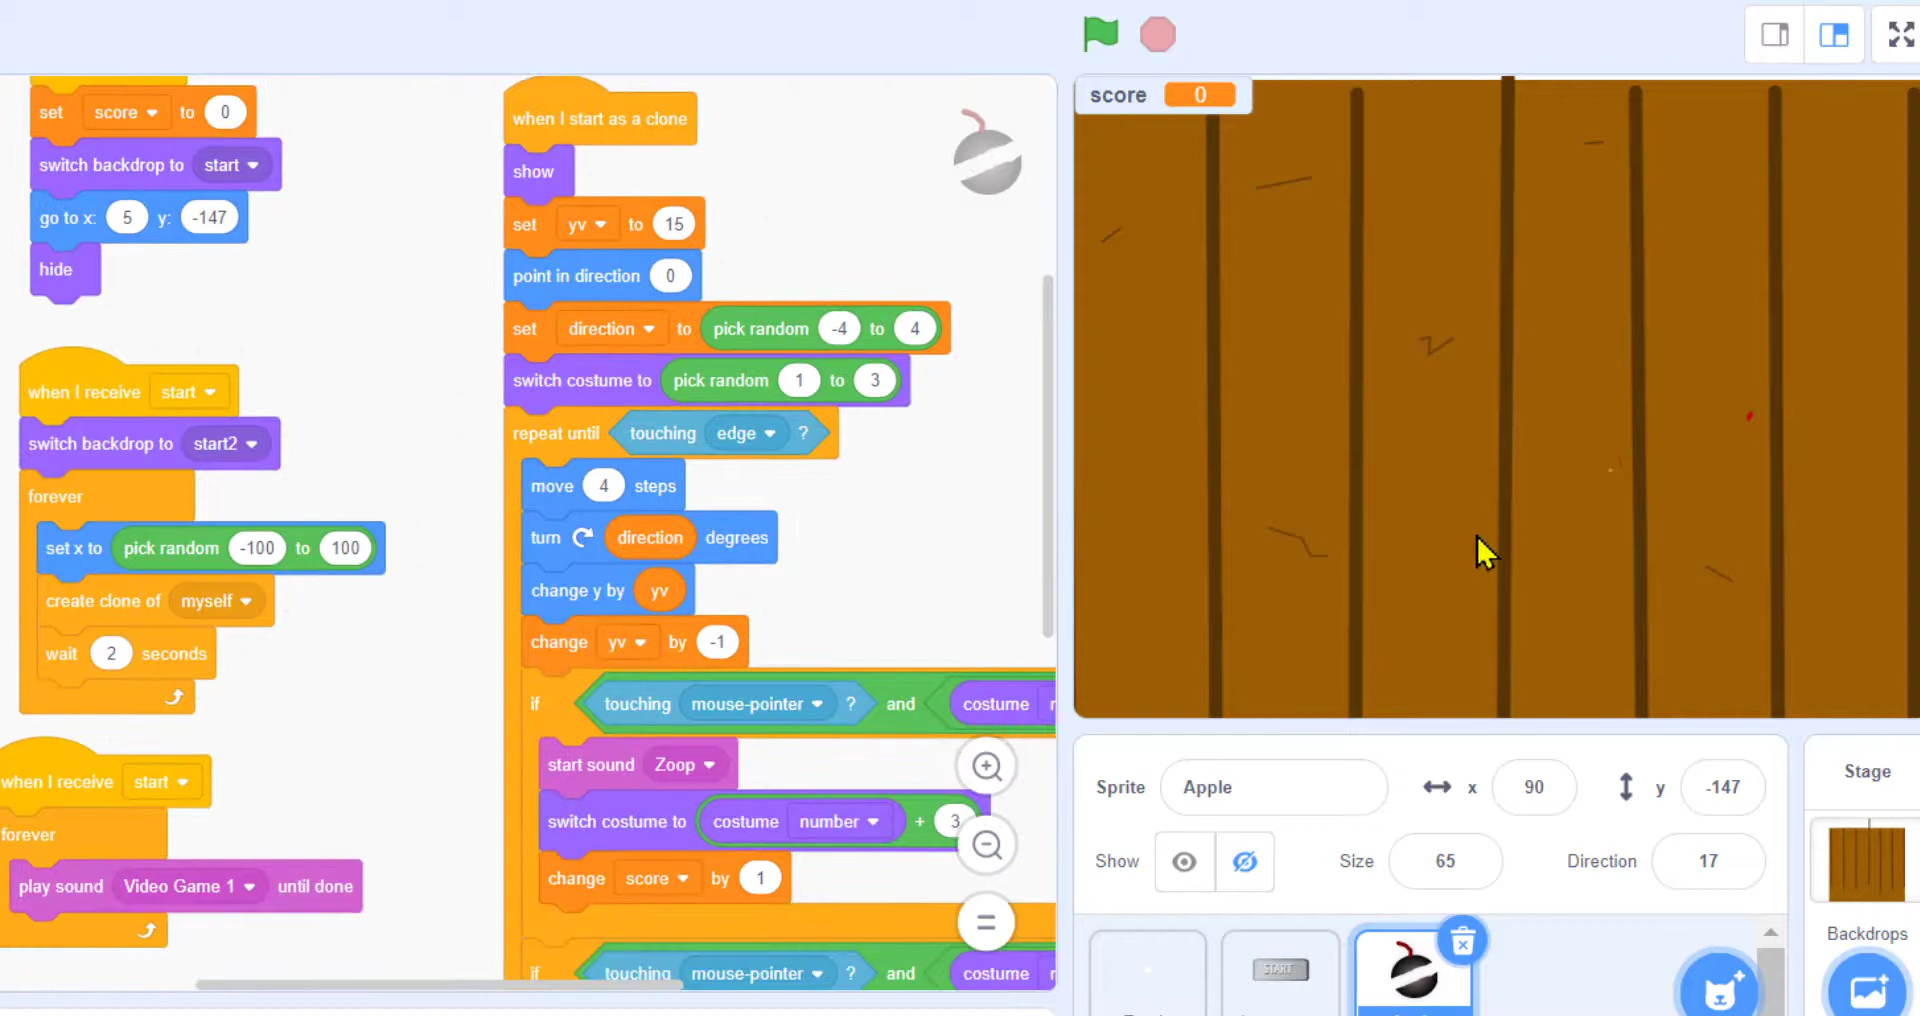 set score to 0
switch backdrop to start
go to x: 5 y: -147
hide
when I receive start
switch backdrop to start2
forever
set x to pick random -100 to 100
create clone of myself
wait 2 seconds
when I receive start
forever
play sound Video Game 1 until done
when I start as a clone
show
set yv to 15
point in direction 0
set direction to pick random -4 to 4
switch costume to pick random 1 to 3
repeat until touching edge ?
move 4 steps
turn direction degrees
change y by yv
change yv by -1
if touching mouse-pointer ? and costume
start sound Zoop
switch costume to costume number + 3
change score by 1
if touching mouse-pointer ? and costume
score 0
Sprite Apple x 90 y -147
Show Size 65 Direction 17
START
Stage
Backdrops